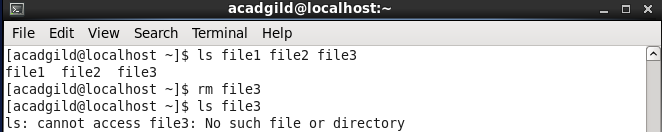 acadgild@localhost:~
File Edit View Search Terminal Help
[acadgild@localhost ~]$ ls file1 file2 file3
file1  file2  file3
[acadgild@localhost ~]$ rm file3
[acadgild@localhost ~]$ ls file3
ls: cannot access file3: No such file or directory